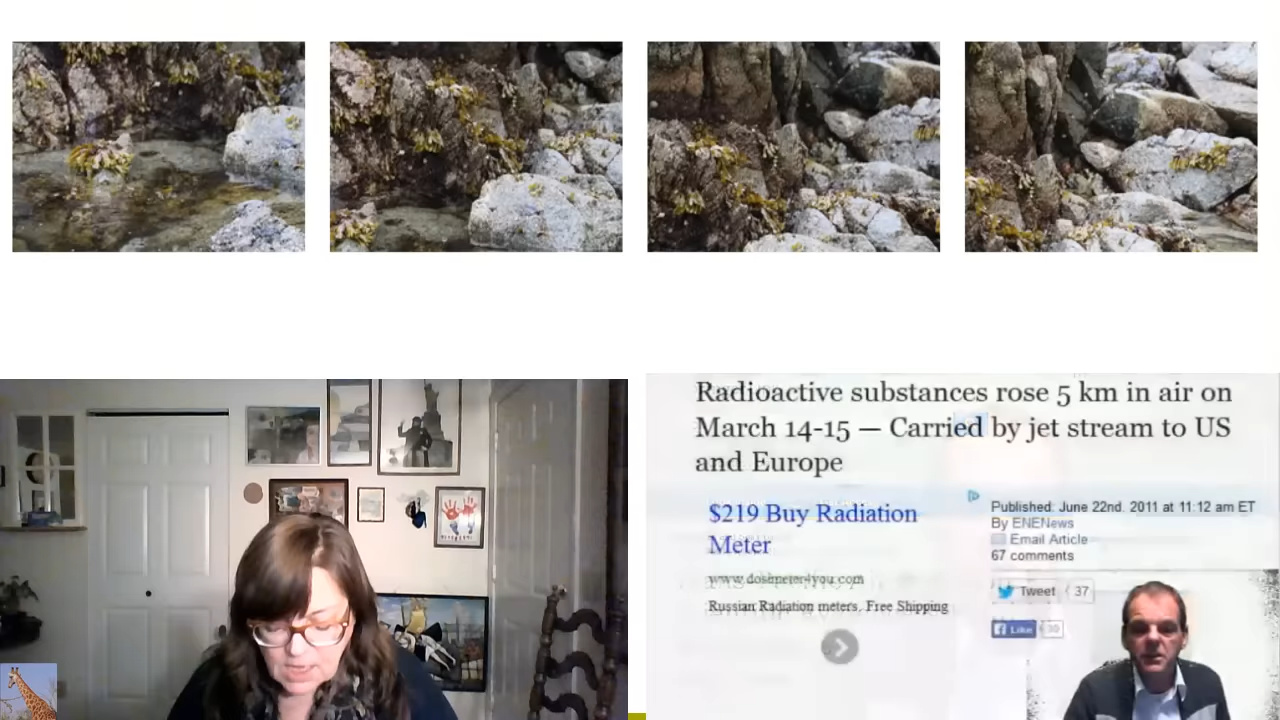 Radioactive substances rose 5 km in air on
March 14-15 — Carried by jet stream to US
and Europe
$219 Buy Radiation
Meter
Published: June 22nd, 2011 at 11:12 am ET
By ENENews
Email Article
67 comments
www.dosimeter4you.com
Tweet 37
Russian Radiation meters, Free Shipping
Like 30